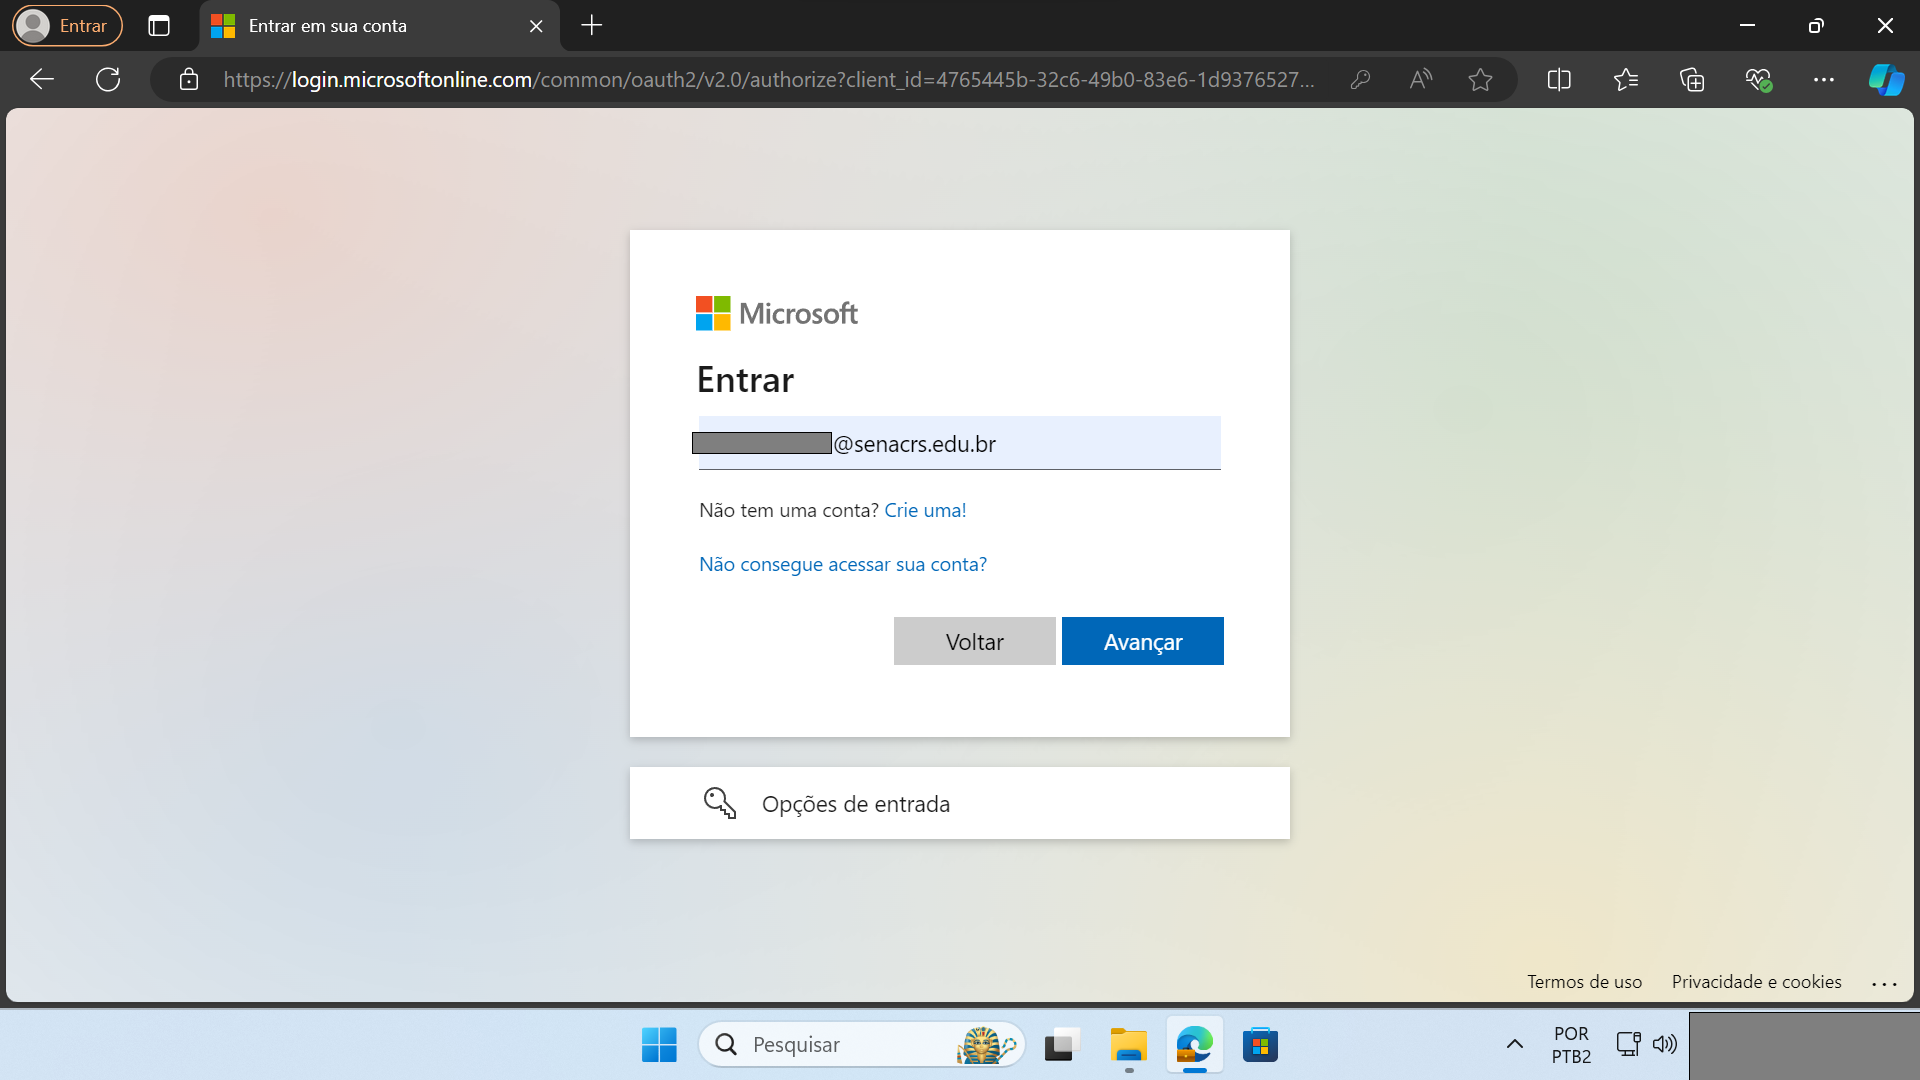 Entrar
Entrar em sua conta
https://login.microsoftonline.com/common/oauth2/v2.0/authorize?client_id=4765445b-32c6-49b0-83e6-1d9376527...
Microsoft
Entrar
@senacrs.edu.br
Não tem uma conta? Crie uma!
Não consegue acessar sua conta?
Voltar
Avançar
Opções de entrada
Termos de uso
Privacidade e cookies
...
Pesquisar
POR
PTB2